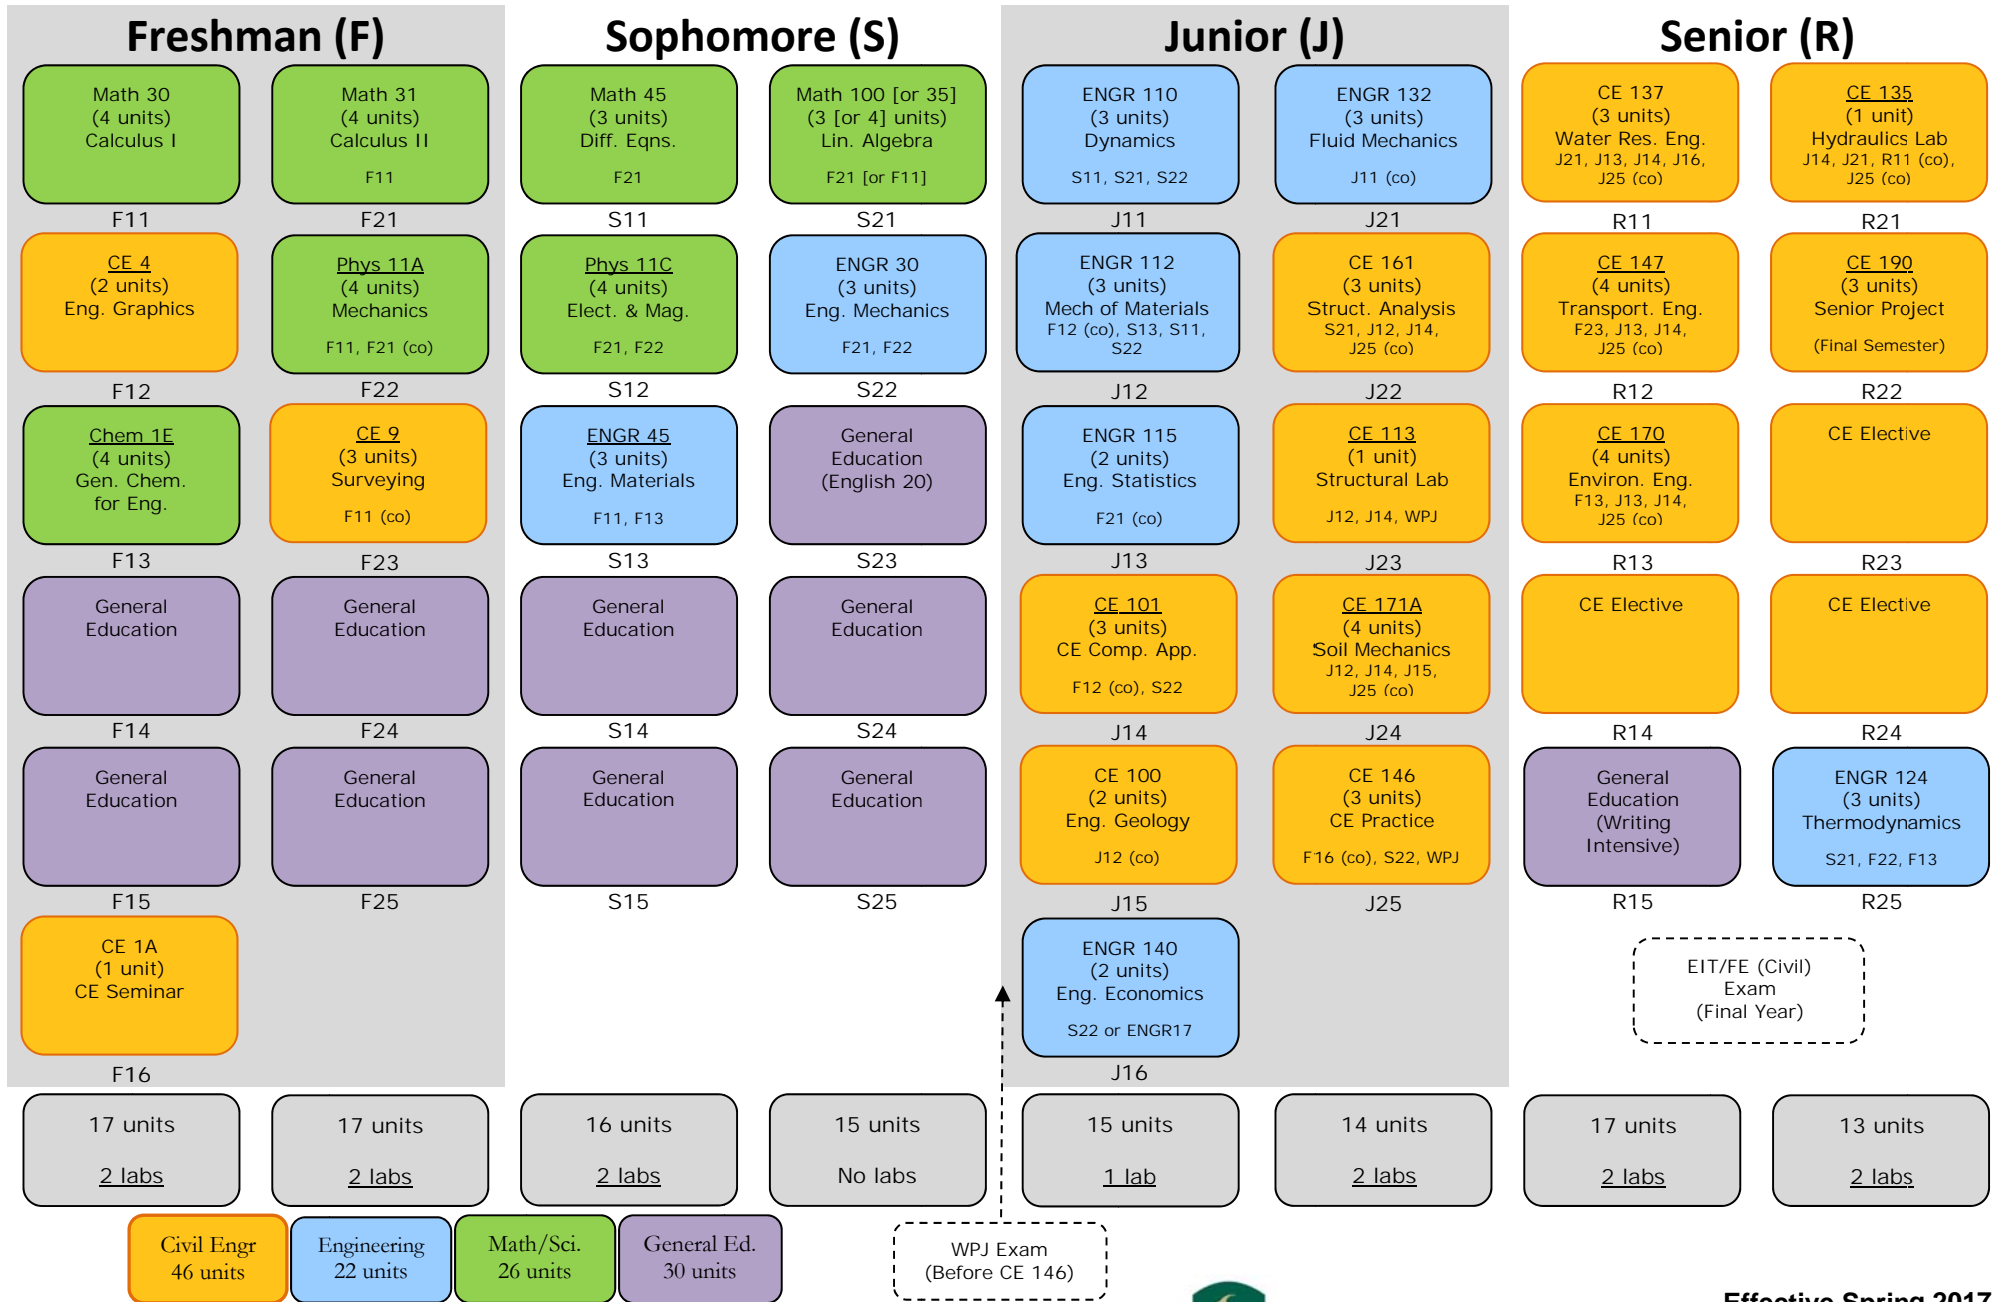 Freshman (F)
Sophomore (S)
Junior (J)
Senior (R)
Math 30
(4 units)
Calculus I
F11
Math 31
(4 units)
Calculus II
F11
F21
Math 45
(3 units)
Diff. Eqns.
F21
S11
Math 100 [or 35]
(3 [or 4] units)
Lin. Algebra
F21 [or F11]
S21
ENGR 110
(3 units)
Dynamics
S11, S21, S22
J11
ENGR 132
(3 units)
Fluid Mechanics
J11 (co)
J21
CE 137
(3 units)
Water Res. Eng.
J21, J13, J14, J16,
J25 (co)
R11
CE 135
(1 unit)
Hydraulics Lab
J14, J21, R11 (co),
J25 (co)
R21
CE 4
(2 units)
Eng. Graphics
F12
Phys 11A
(4 units)
Mechanics
F11, F21 (co)
F22
Phys 11C
(4 units)
Elect. & Mag.
F21, F22
S12
ENGR 30
(3 units)
Eng. Mechanics
F21, F22
S22
ENGR 112
(3 units)
Mech of Materials
F12 (co), S13, S11,
S22
J12
CE 161
(3 units)
Struct. Analysis
S21, J12, J14,
J25 (co)
J22
CE 147
(4 units)
Transport. Eng.
F23, J13, J14,
J25 (co)
R12
CE 190
(3 units)
Senior Project
(Final Semester)
R22
Chem 1E
(4 units)
Gen. Chem.
for Eng.
F13
CE 9
(3 units)
Surveying
F11 (co)
F23
ENGR 45
(3 units)
Eng. Materials
F11, F13
S13
General
Education
(English 20)
S23
ENGR 115
(2 units)
Eng. Statistics
F21 (co)
J13
CE 113
(1 unit)
Structural Lab
J12, J14, WPJ
J23
CE 170
(4 units)
Environ. Eng.
F13, J13, J14,
J25 (co)
R13
CE Elective
R23
General
Education
F14
General
Education
F24
General
Education
S14
General
Education
S24
CE 101
(3 units)
CE Comp. App.
F12 (co), S22
J14
CE 171A
(4 units)
Soil Mechanics
J12, J14, J15,
J25 (co)
J24
CE Elective
R14
CE Elective
R24
General
Education
F15
General
Education
F25
General
Education
S15
General
Education
S25
CE 100
(2 units)
Eng. Geology
J12 (co)
J15
CE 146
(3 units)
CE Practice
F16 (co), S22, WPJ
J25
General
Education
(Writing
Intensive)
R15
ENGR 124
(3 units)
Thermodynamics
S21, F22, F13
R25
CE 1A
(1 unit)
CE Seminar
F16
ENGR 140
(2 units)
Eng. Economics
S22 or ENGR17
J16
EIT/FE (Civil)
Exam
(Final Year)
17 units
2 labs
17 units
2 labs
16 units
2 labs
15 units
No labs
15 units
1 lab
14 units
2 labs
17 units
2 labs
13 units
2 labs
Civil Engr
46 units
Engineering
22 units
Math/Sci.
26 units
General Ed.
30 units
WPJ Exam
(Before CE 146)
Effective Spring 2017